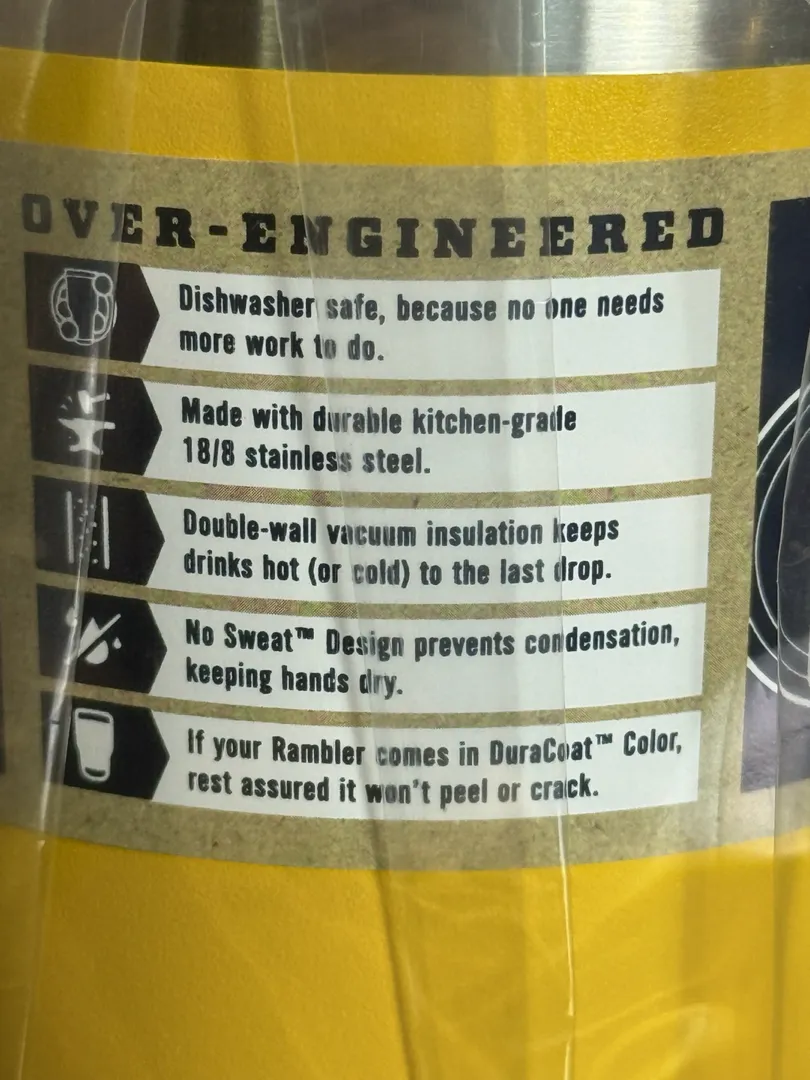 OVER-ENGINEERED
Dishwasher safe, because no one needs
more work to do.
Made with durable kitchen-grade
18/8 stainless steel.
Double-wall vacuum insulation keeps
drinks hot (or cold) to the last drop.
No Sweat™ Design prevents condensation,
keeping hands dry.
If your Rambler comes in DuraCoat™ Color,
rest assured it won't peel or crack.